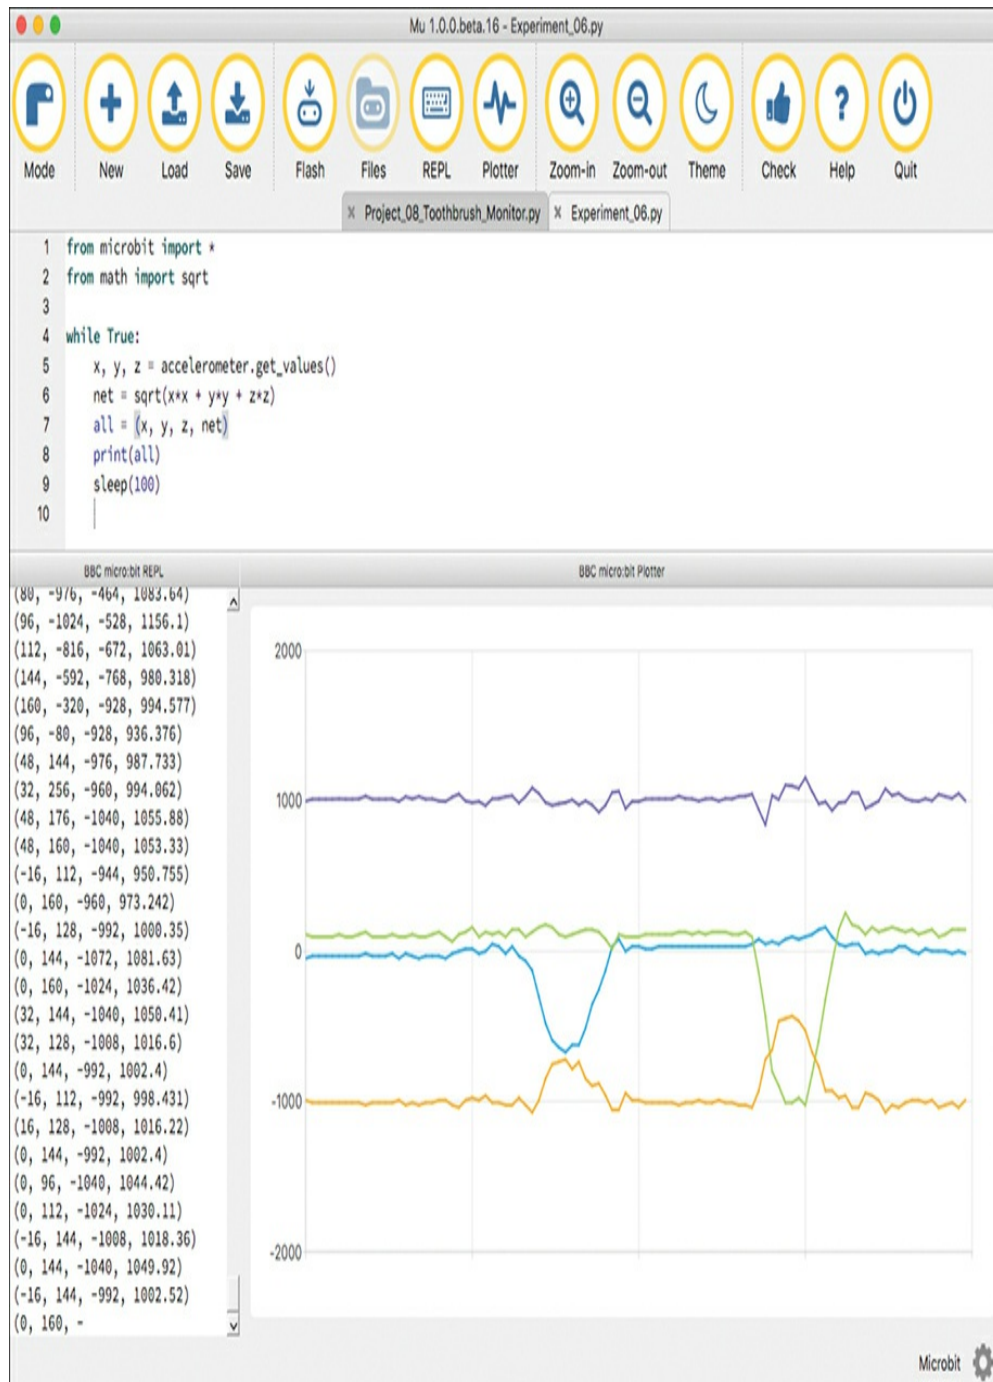 Mu 1.0.0.beta.16 - Experiment_06.py
Mode New Load Save Flash Files REPL Plotter Zoom-in Zoom-out Theme Check Help Quit
× Project_08_Toothbrush_Monitor.py × Experiment_06.py
1 from microbit import *
2 from math import sqrt
3
4 while True:
5 x, y, z = accelerometer.get_values()
6 net = sqrt(x*x + y*y + z*z)
7 all = (x, y, z, net)
8 print(all)
9 sleep(100)
10
BBC micro:bit REPL
(80, -976, -464, 1083.64)
(96, -1024, -528, 1156.1)
(112, -816, -672, 1063.01)
(144, -592, -768, 980.318)
(160, -320, -928, 994.577)
(96, -80, -928, 936.376)
(48, 144, -976, 987.733)
(32, 256, -960, 994.062)
(48, 176, -1040, 1055.88)
(48, 160, -1040, 1053.33)
(-16, 112, -944, 950.755)
(0, 160, -960, 973.242)
(-16, 128, -992, 1000.35)
(0, 144, -1072, 1081.63)
(0, 160, -1024, 1036.42)
(32, 144, -1040, 1050.41)
(32, 128, -1008, 1016.6)
(0, 144, -992, 1002.4)
(-16, 112, -992, 998.431)
(16, 128, -1008, 1016.22)
(0, 144, -992, 1002.4)
(0, 96, -1040, 1044.42)
(0, 112, -1024, 1030.11)
(-16, 144, -1008, 1018.36)
(0, 144, -1040, 1049.92)
(-16, 144, -992, 1002.52)
(0, 160, -
BBC micro:bit Plotter
2000
1000
0
-1000
-2000
Microbit